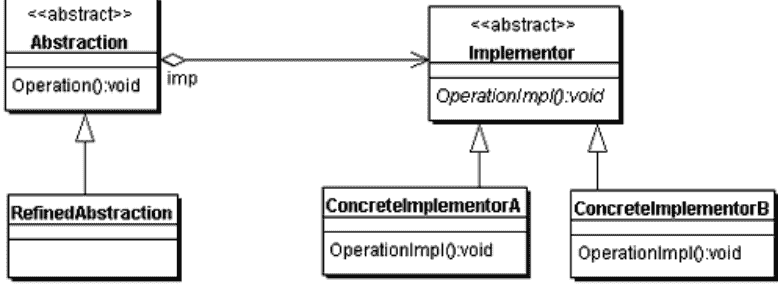 <<abstract>>
Abstraction
Operation():void
imp
<<abstract>>
Implementor
OperationImpl():void
RefinedAbstraction
ConcreteImplementorA
OperationImpl():void
ConcreteImplementorB
OperationImpl():void